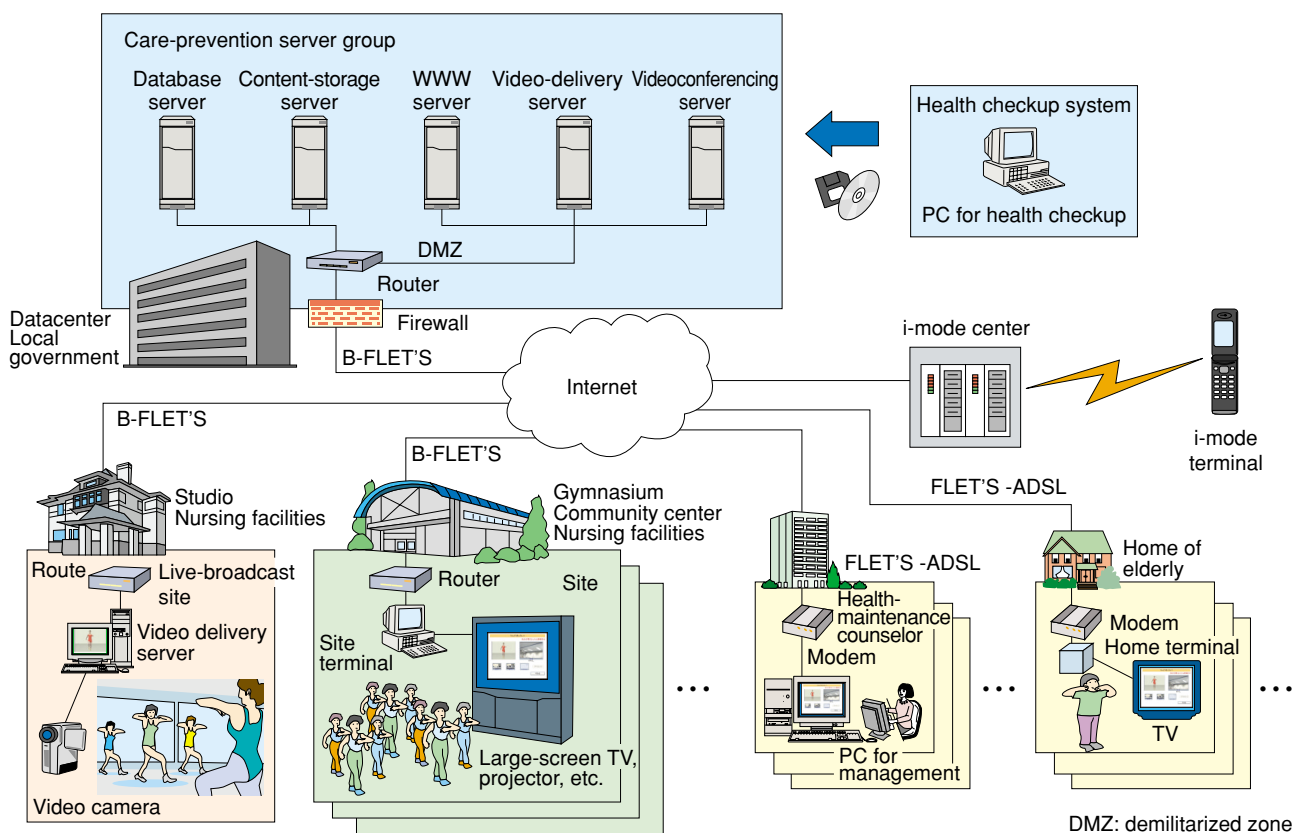 Care-prevention server group
Database
server
Content-storage
server
WWW
server
Video-delivery
server
Videoconferencing
server
Health checkup system
PC for health checkup
DMZ
Router
Firewall
Datacenter
Local
government
B-FLET'S
Internet
i-mode center
i-mode
terminal
B-FLET'S
B-FLET'S
FLET'S -ADSL
Studio
Nursing facilities
Gymnasium
Community center
Nursing facilities
FLET'S -ADSL
Home of
elderly
Route
Live-broadcast
site
Video delivery
server
Video camera
Router
Site
Site
terminal
Large-screen TV,
projector, etc.
...
Health-
maintenance
counselor
Modem
PC for
management
...
Modem
Home terminal
TV
...
DMZ: demilitarized zone